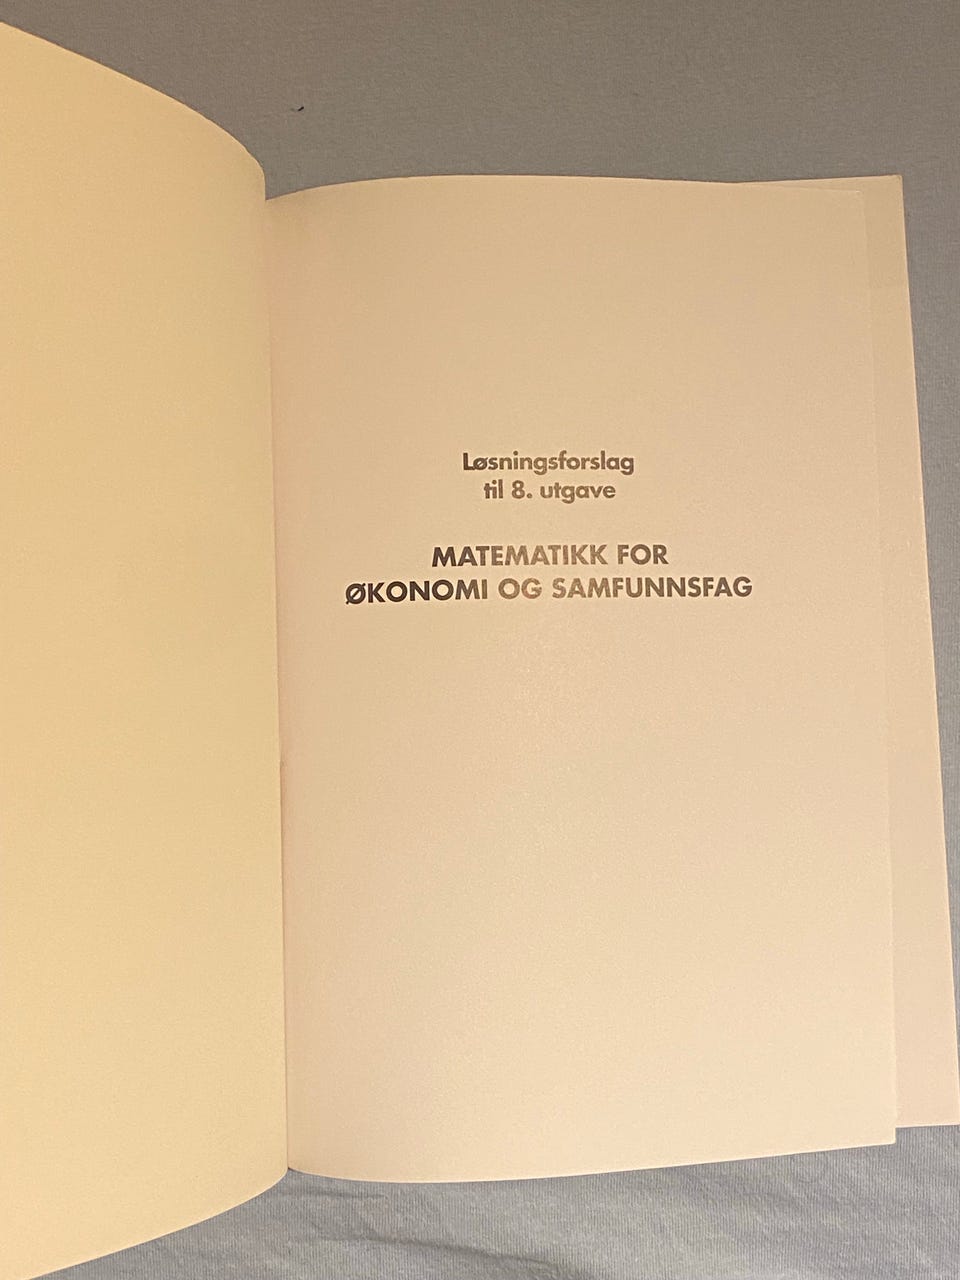 Løsningsforslag
til 8. utgave
MATEMATIKK FOR
ØKONOMI OG SAMFUNNSFAG